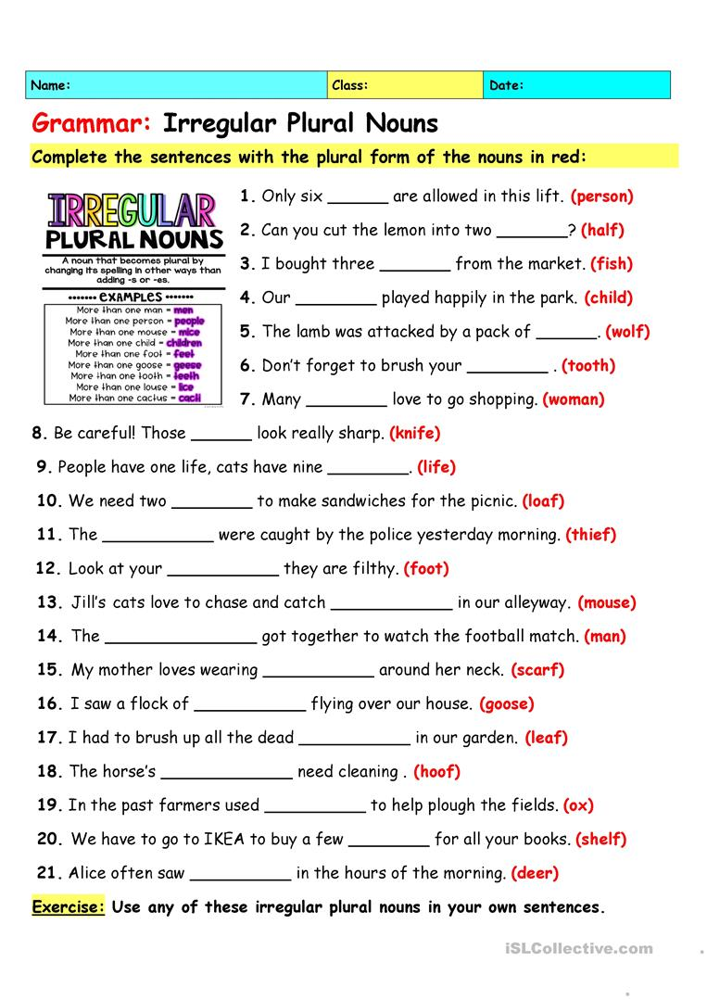 Name: Class: Date:
Grammar: Irregular Plural Nouns
Complete the sentences with the plural form of the nouns in red:
IRREGULAR
PLURAL NOUNS
A noun that becomes plural by
changing its spelling in other ways than
adding -s or -es.
EXAMPLES
More than one man = men
More than one person = people
More than one mouse = mice
More than one child = children
More than one foot = feet
More than one goose = geese
More than one tooth = teeth
More than one louse = lice
More than one cactus = cacti
1. Only six ______ are allowed in this lift. (person)
2. Can you cut the lemon into two _______? (half)
3. I bought three _______ from the market. (fish)
4. Our ________ played happily in the park. (child)
5. The lamb was attacked by a pack of ______. (wolf)
6. Don’t forget to brush your ________ . (tooth)
7. Many ________ love to go shopping. (woman)
8. Be careful! Those ______ look really sharp. (knife)
9. People have one life, cats have nine ________. (life)
10. We need two ________ to make sandwiches for the picnic. (loaf)
11. The ___________ were caught by the police yesterday morning. (thief)
12. Look at your ___________ they are filthy. (foot)
13. Jill’s cats love to chase and catch ____________ in our alleyway. (mouse)
14. The _______________ got together to watch the football match. (man)
15. My mother loves wearing ___________ around her neck. (scarf)
16. I saw a flock of ___________ flying over our house. (goose)
17. I had to brush up all the dead ___________ in our garden. (leaf)
18. The horse’s _____________ need cleaning . (hoof)
19. In the past farmers used __________ to help plough the fields. (ox)
20. We have to go to IKEA to buy a few ________ for all your books. (shelf)
21. Alice often saw __________ in the hours of the morning. (deer)
Exercise: Use any of these irregular plural nouns in your own sentences.
iSLCollective.com